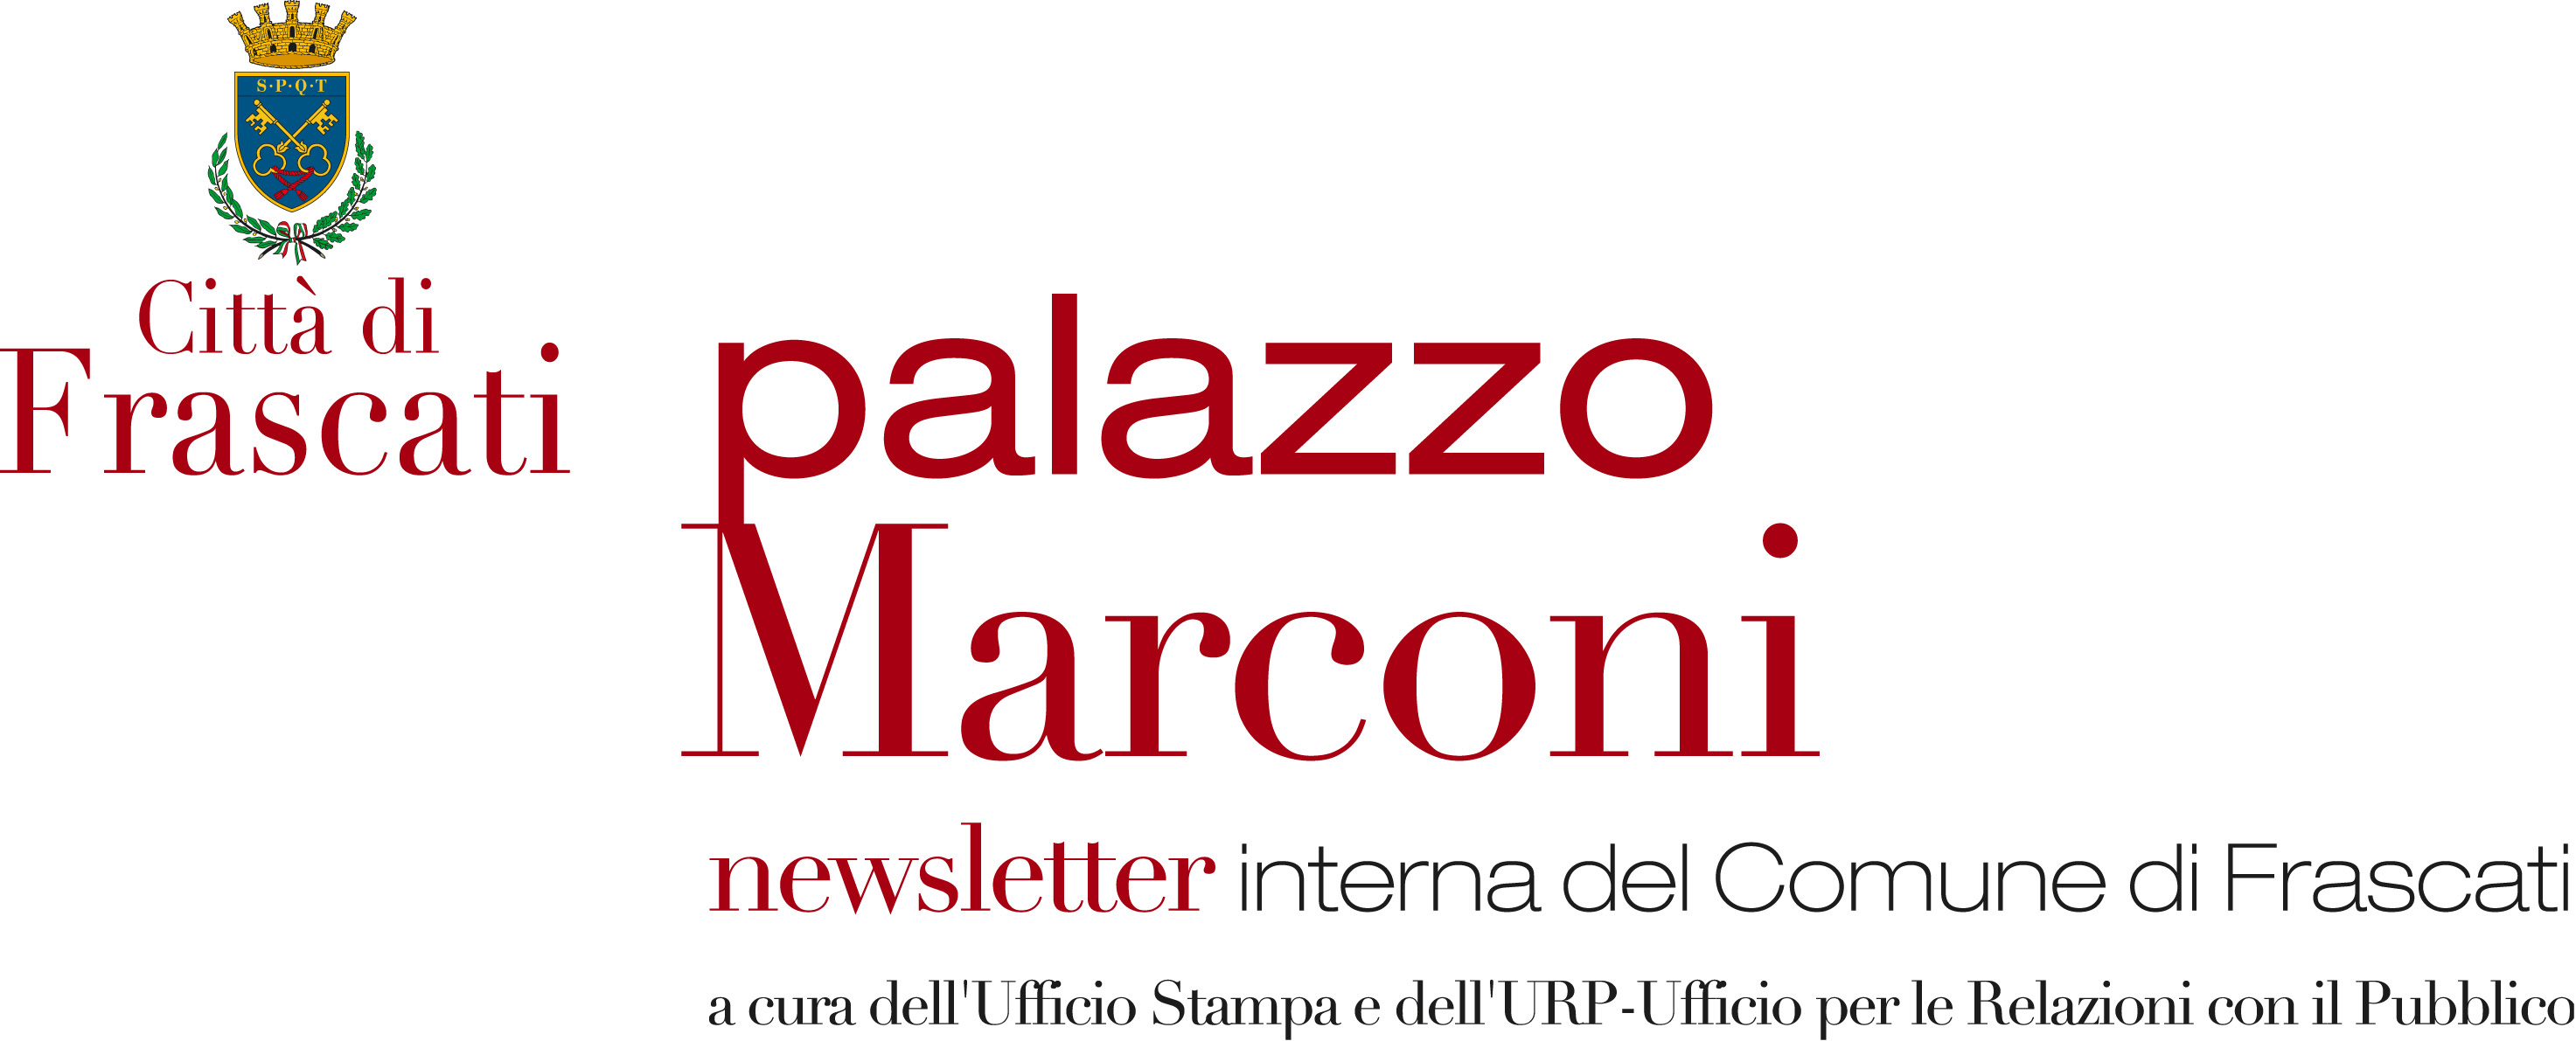 S·P·Q·T
Città di
Frascati
palazzo
Marconi
newsletter interna del Comune di Frascati
a cura dell'Ufficio Stampa e dell'URP-Ufficio per le Relazioni con il Pubblico